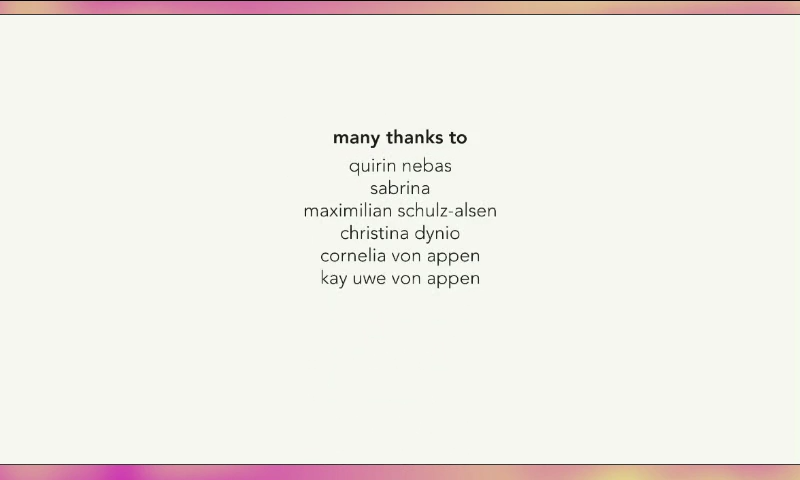 many thanks to
quirin nebas
sabrina
maximilian schulz-alsen
christina dynio
cornelia von appen
kay uwe von appen